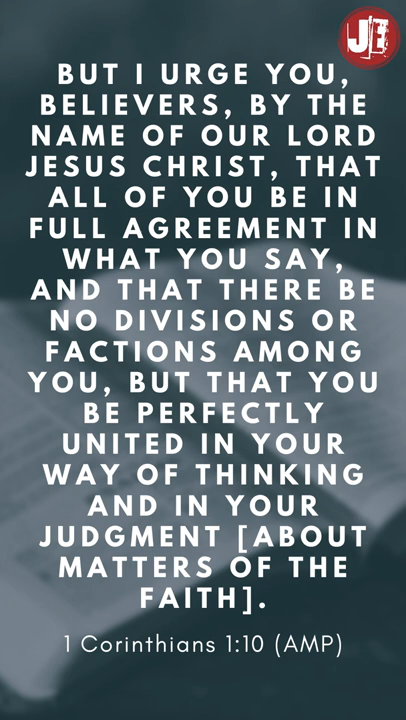 JE
BUT I URGE YOU,
BELIEVERS, BY THE
NAME OF OUR LORD
JESUS CHRIST, THAT
ALL OF YOU BE IN
FULL AGREEMENT IN
WHAT YOU SAY,
AND THAT THERE BE
NO DIVISIONS OR
FACTIONS AMONG
YOU, BUT THAT YOU
BE PERFECTLY
UNITED IN YOUR
WAY OF THINKING
AND IN YOUR
JUDGMENT [ABOUT
MATTERS OF THE
FAITH].
1 Corinthians 1:10 (AMP)